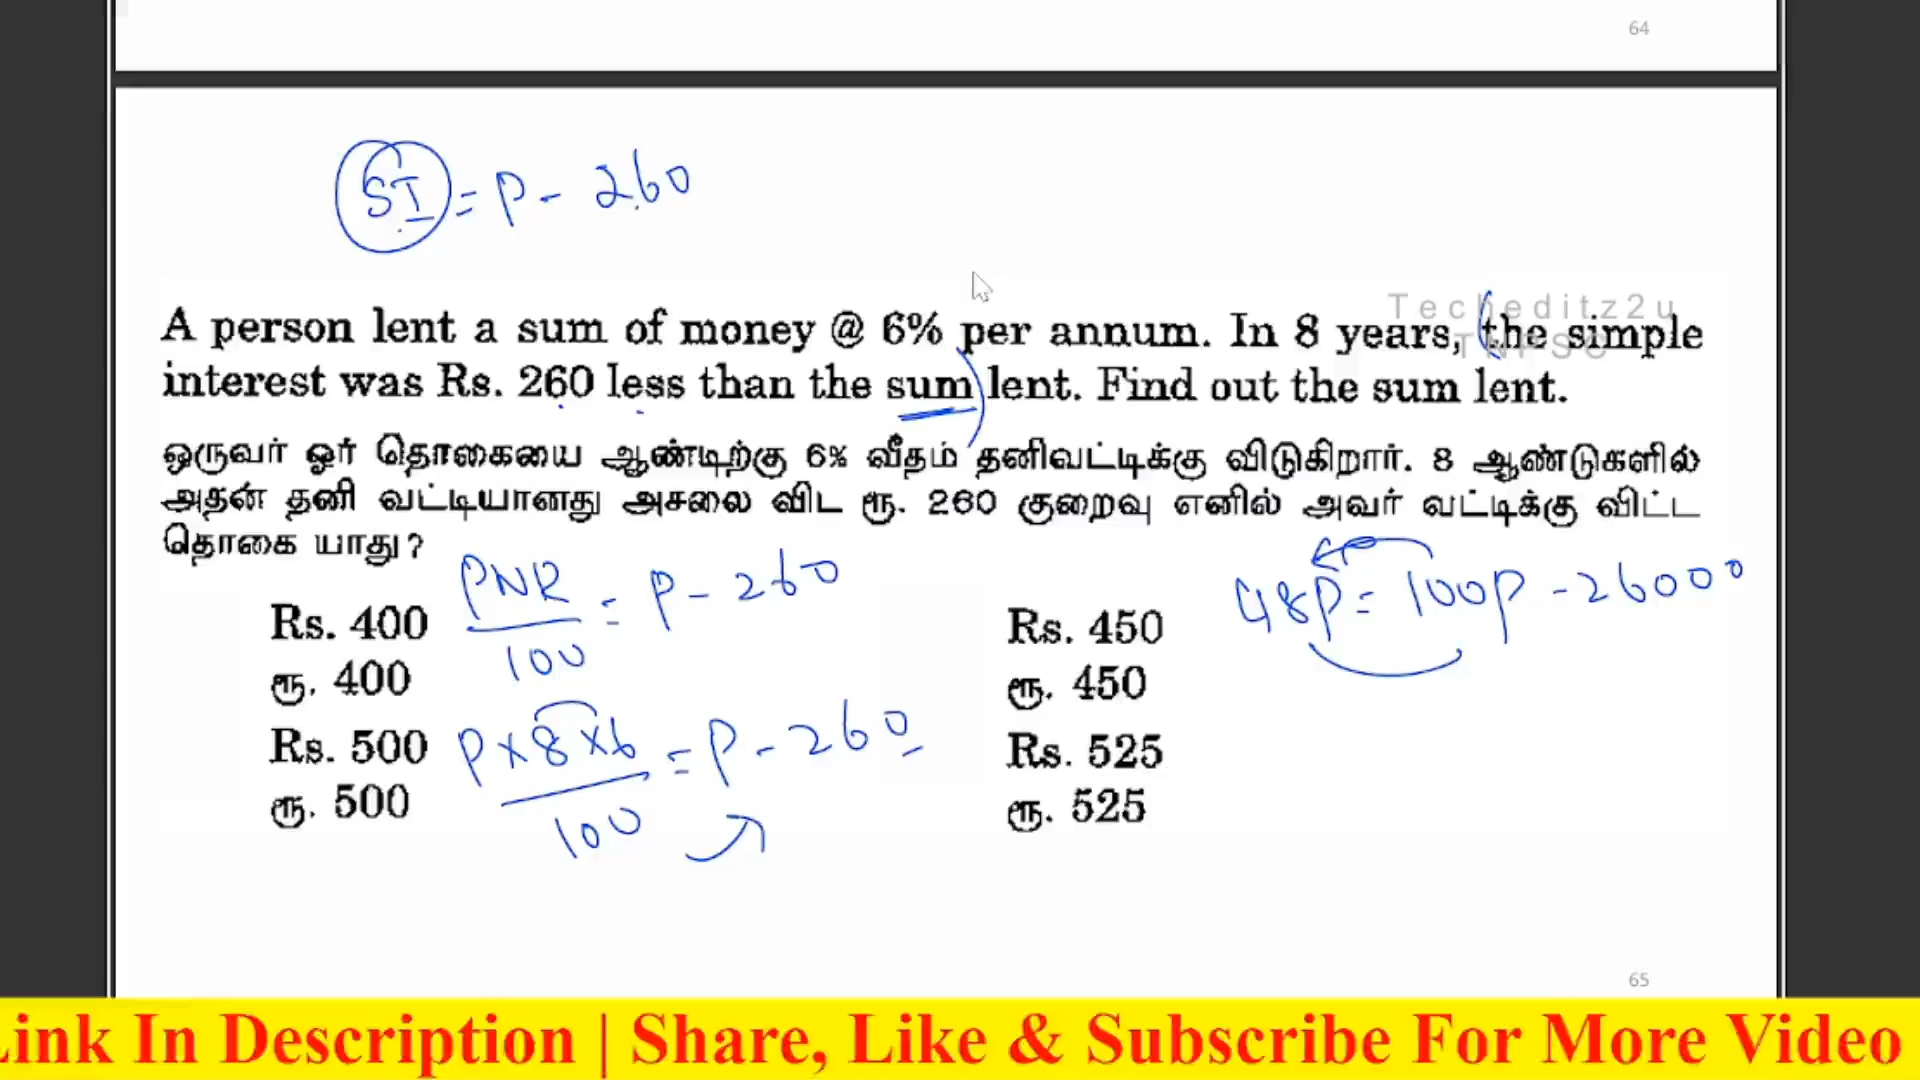 64
SI = P - 260
Techeditz2u
TNPSC
A person lent a sum of money @ 6% per annum. In 8 years, the simple
interest was Rs. 260 less than the sum lent. Find out the sum lent.
ஒருவர் ஓர் தொகையை ஆண்டிற்கு 6% வீதம் தனிவட்டிக்கு விடுகிறார். 8 ஆண்டுகளில்
அதன் தனி வட்டியானது அசலை விட ரூ. 260 குறைவு எனில் அவர் வட்டிக்கு விட்ட
தொகை யாது?
PNR/100 = P - 260
48P = 100P - 26000
Rs. 400
ரூ. 400
Rs. 450
ரூ. 450
Rs. 500
ரூ. 500
P×8×6/100 = P - 260
Rs. 525
ரூ. 525
65
Link In Description | Share, Like & Subscribe For More Video